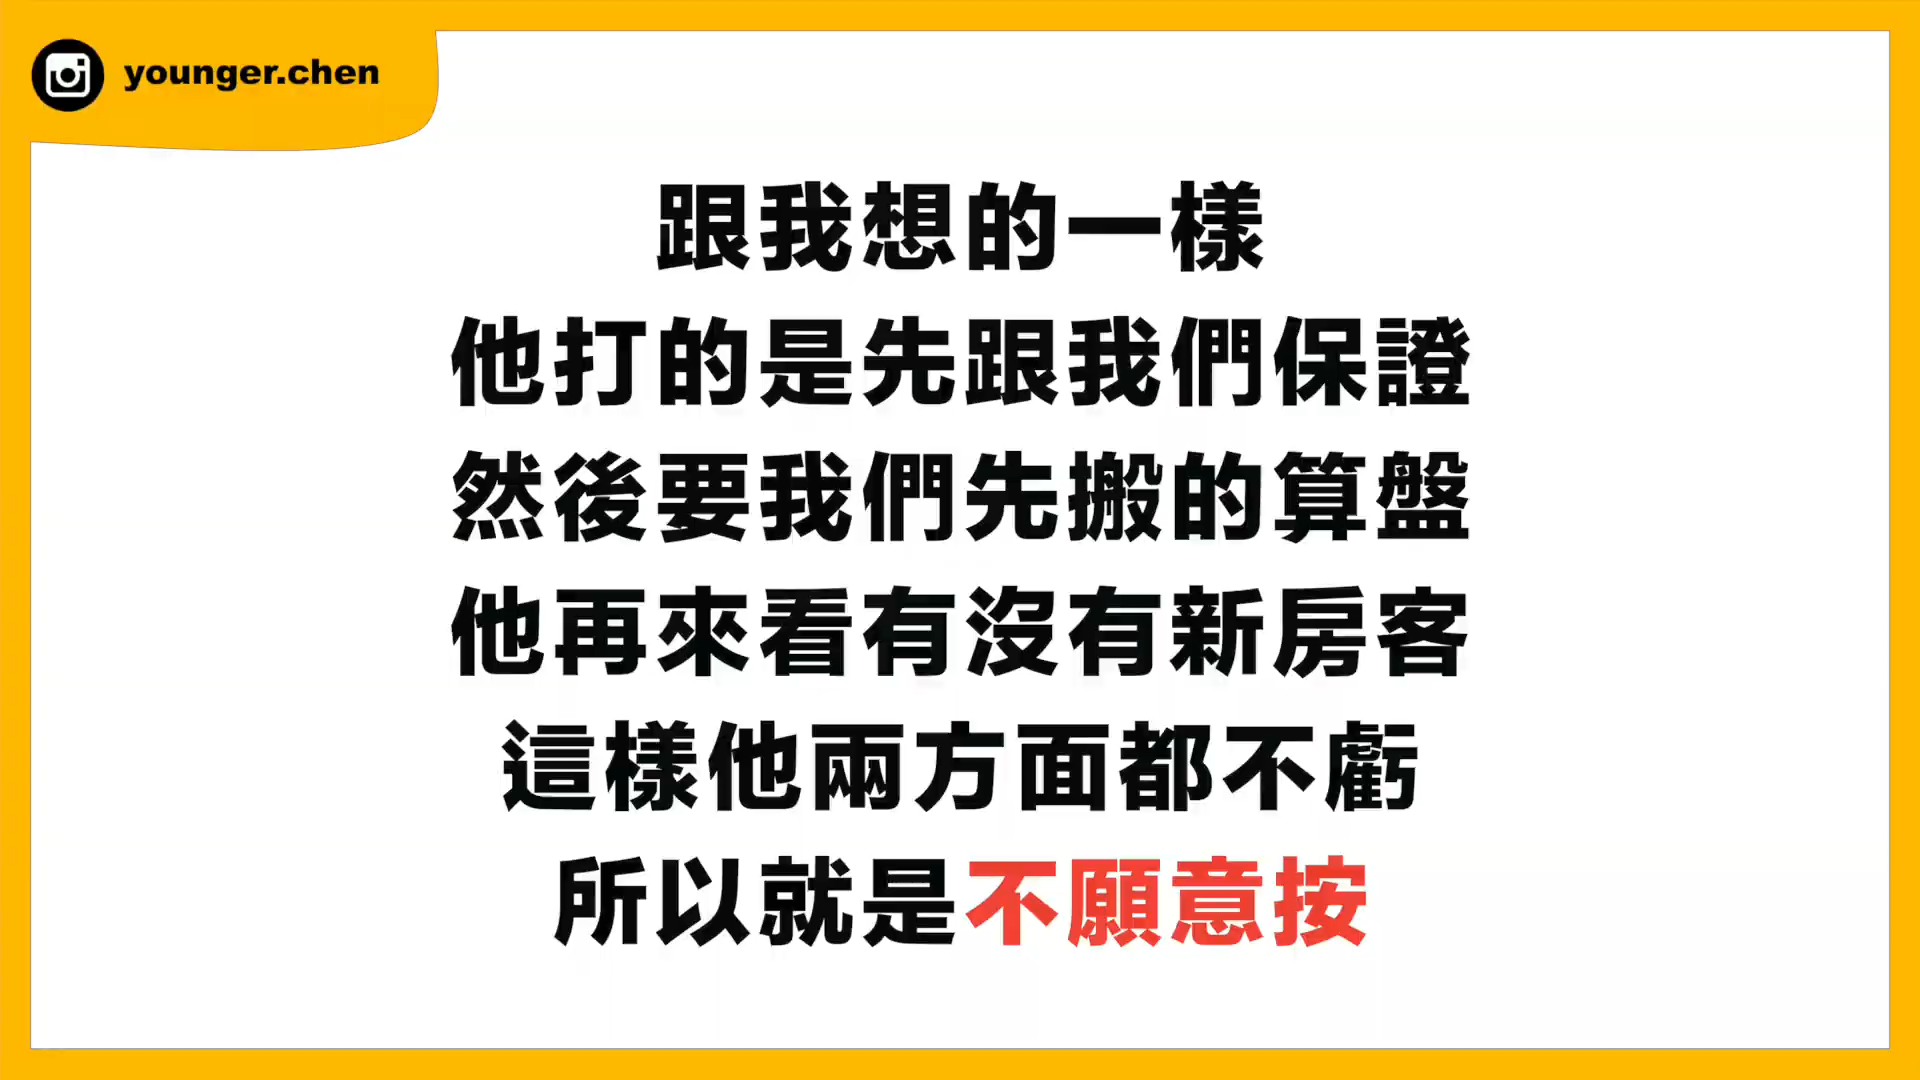 younger.chen
跟我想的一樣
他打的是先跟我們保證
然後要我們先搬的算盤
他再來看有沒有新房客
這樣他兩方面都不虧
所以就是不願意按